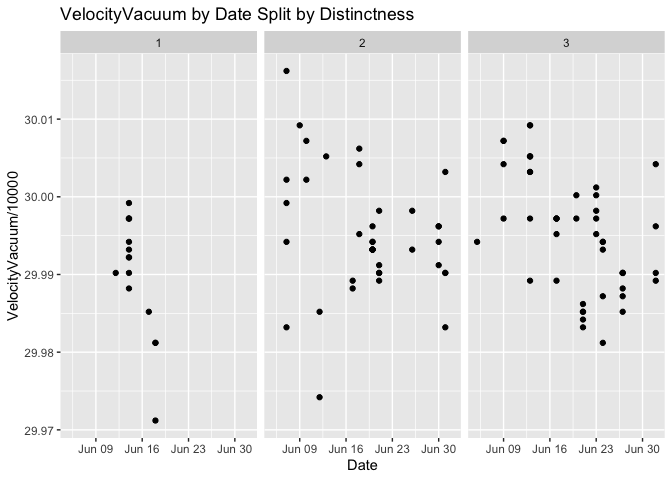 VelocityVacuum by Date Split by Distinctness
1 2 3
VelocityVacuum/10000
30.01
30.00
29.99
29.98
29.97
Jun 09 Jun 16 Jun 23 Jun 30 Jun 09 Jun 16 Jun 23 Jun 30 Jun 09 Jun 16 Jun 23 Jun 30
Date